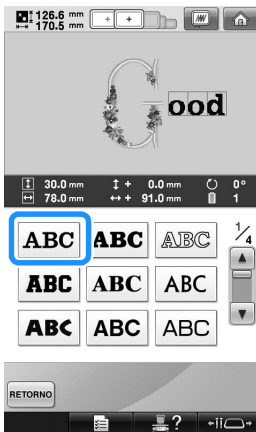 126.6 mm
170.5 mm
Good
30.0 mm + 0.0 mm 0°
78.0 mm + 91.0 mm 1
ABC ABC ABC 1/4
ABC ABC ABC
ABC ABC ABC
RETORNO
?